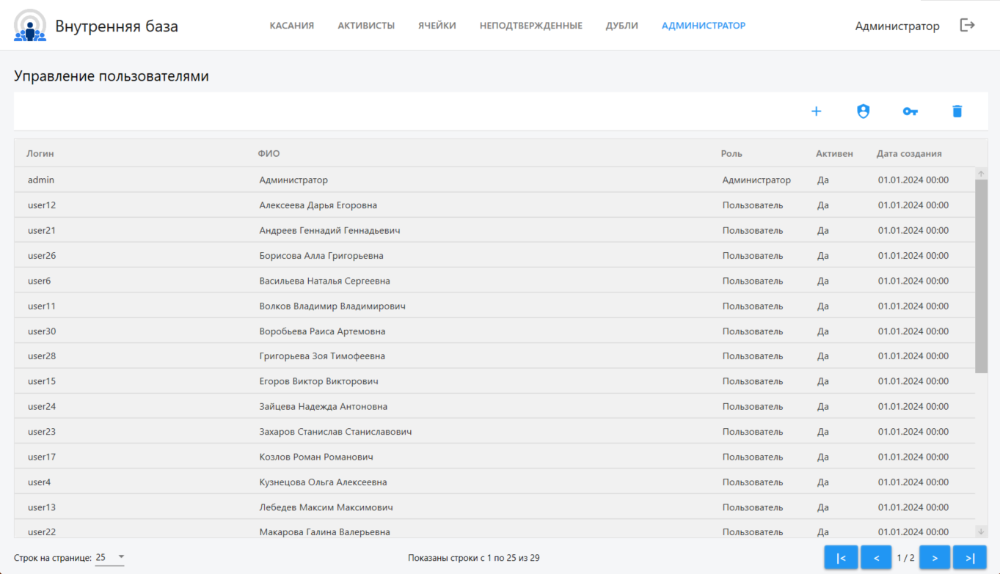 Внутренняя база КАСАНИЯ АКТИВИСТЫ ЯЧЕЙКИ НЕПОДТВЕРЖДЕННЫЕ ДУБЛИ АДМИНИСТРАТОР Администратор
Управление пользователями
Логин ФИО Роль Активен Дата создания
admin Администратор Администратор Да 01.01.2024 00:00
user12 Алексеева Дарья Егоровна Пользователь Да 01.01.2024 00:00
user21 Андреев Геннадий Геннадьевич Пользователь Да 01.01.2024 00:00
user26 Борисова Алла Григорьевна Пользователь Да 01.01.2024 00:00
user6 Васильева Наталья Сергеевна Пользователь Да 01.01.2024 00:00
user11 Волков Владимир Владимирович Пользователь Да 01.01.2024 00:00
user30 Воробьева Раиса Артемовна Пользователь Да 01.01.2024 00:00
user28 Григорьева Зоя Тимофеевна Пользователь Да 01.01.2024 00:00
user15 Егоров Виктор Викторович Пользователь Да 01.01.2024 00:00
user24 Зайцева Надежда Антоновна Пользователь Да 01.01.2024 00:00
user23 Захаров Станислав Станиславович Пользователь Да 01.01.2024 00:00
user17 Козлов Роман Романович Пользователь Да 01.01.2024 00:00
user4 Кузнецова Ольга Алексеевна Пользователь Да 01.01.2024 00:00
user13 Лебедев Максим Максимович Пользователь Да 01.01.2024 00:00
user22 Макарова Галина Валерьевна Пользователь Да 01.01.2024 00:00
Строк на странице: 25 Показаны строки с 1 по 25 из 29 |< < 1 / 2 > >|